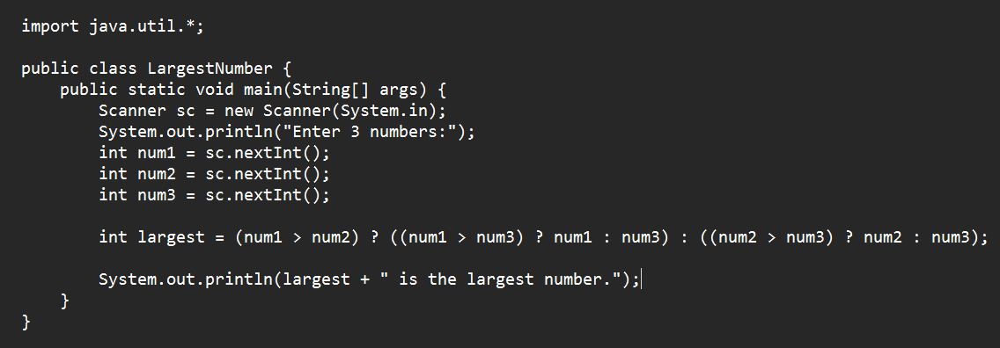 import java.util.*;

public class LargestNumber {
    public static void main(String[] args) {
        Scanner sc = new Scanner(System.in);
        System.out.println("Enter 3 numbers:");
        int num1 = sc.nextInt();
        int num2 = sc.nextInt();
        int num3 = sc.nextInt();

        int largest = (num1 > num2) ? ((num1 > num3) ? num1 : num3) : ((num2 > num3) ? num2 : num3);

        System.out.println(largest + " is the largest number.");
    }
}